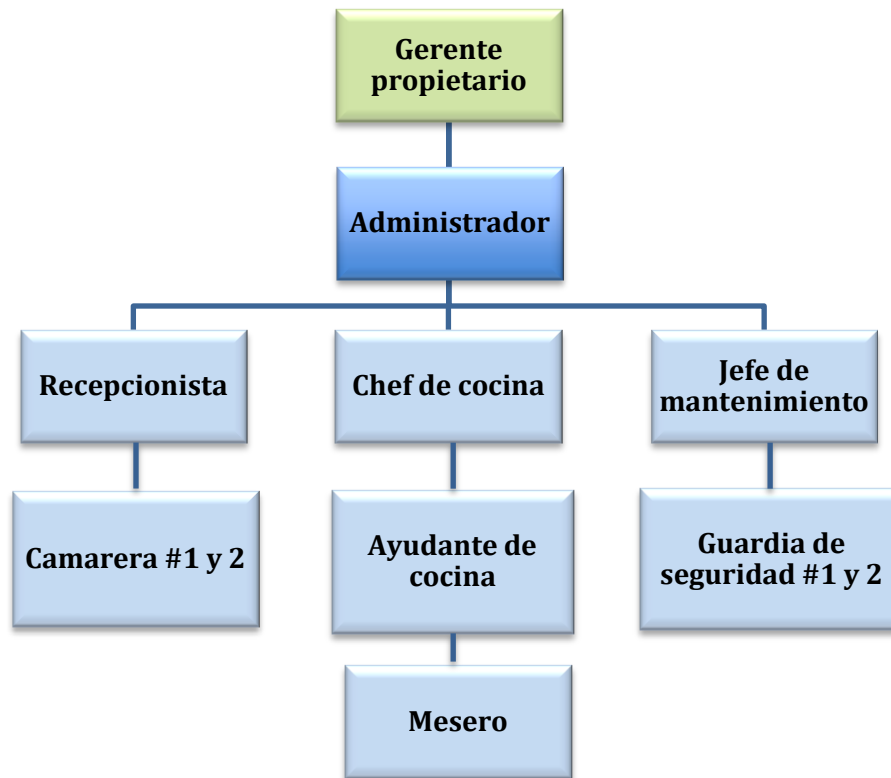 Gerente
propietario
Administrador
Recepcionista
Chef de cocina
Jefe de
mantenimiento
Camarera #1 y 2
Ayudante de
cocina
Guardia de
seguridad #1 y 2
Mesero